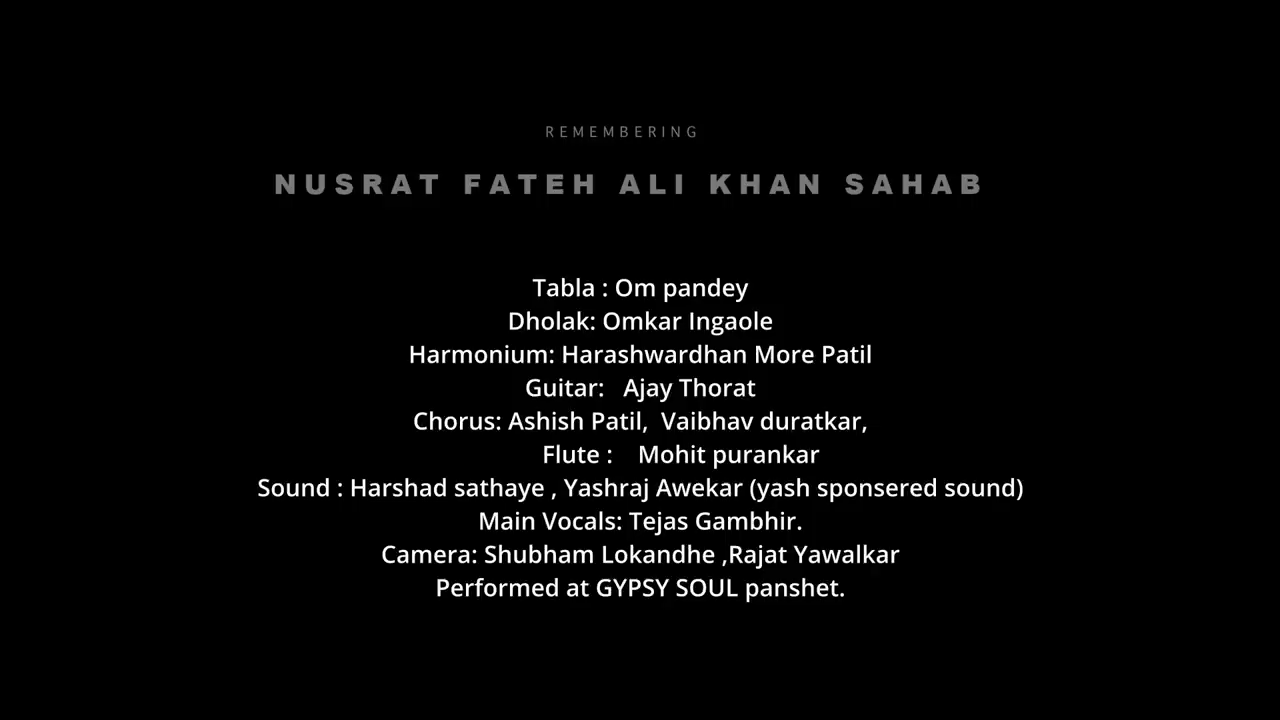 REMEMBERING
NUSRAT FATEH ALI KHAN SAHAB
Tabla : Om pandey
Dholak: Omkar Ingaole
Harmonium: Harashwardhan More Patil
Guitar: Ajay Thorat
Chorus: Ashish Patil, Vaibhav duratkar,
Flute : Mohit purankar
Sound : Harshad sathaye , Yashraj Awekar (yash sponsered sound)
Main Vocals: Tejas Gambhir.
Camera: Shubham Lokandhe ,Rajat Yawalkar
Performed at GYPSY SOUL panshet.